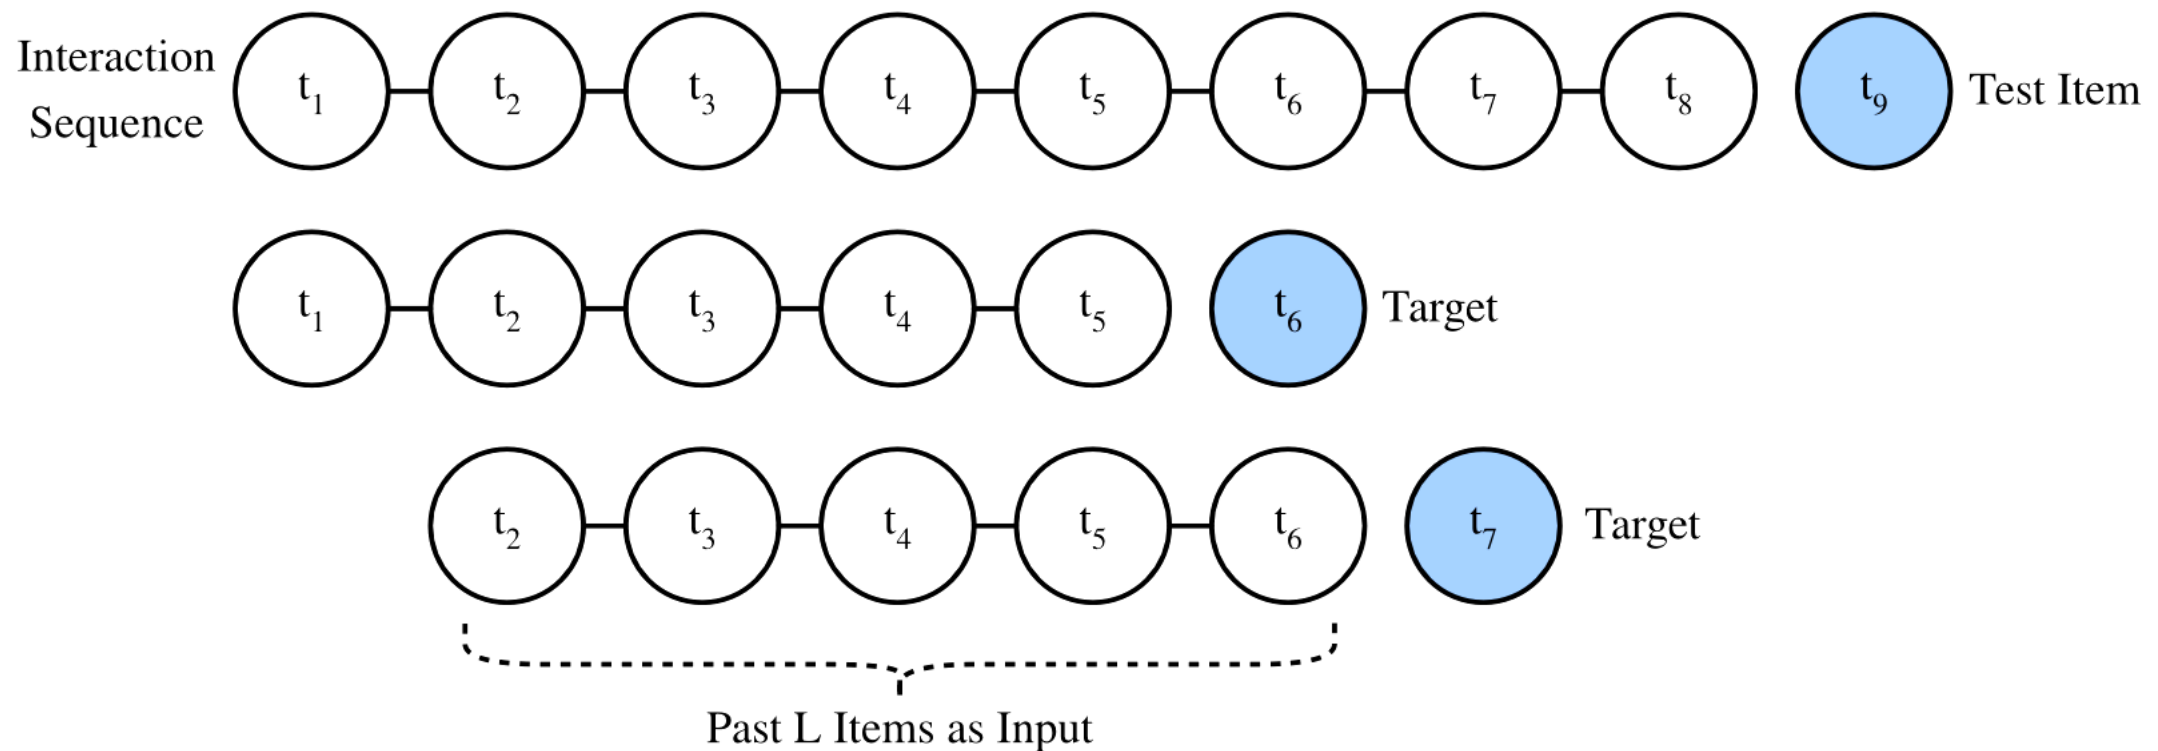 Interaction
Sequence
t₁ t₂ t₃ t₄ t₅ t₆ t₇ t₈ t₉ Test Item
t₁ t₂ t₃ t₄ t₅ t₆ Target
t₂ t₃ t₄ t₅ t₆ t₇ Target
Past L Items as Input